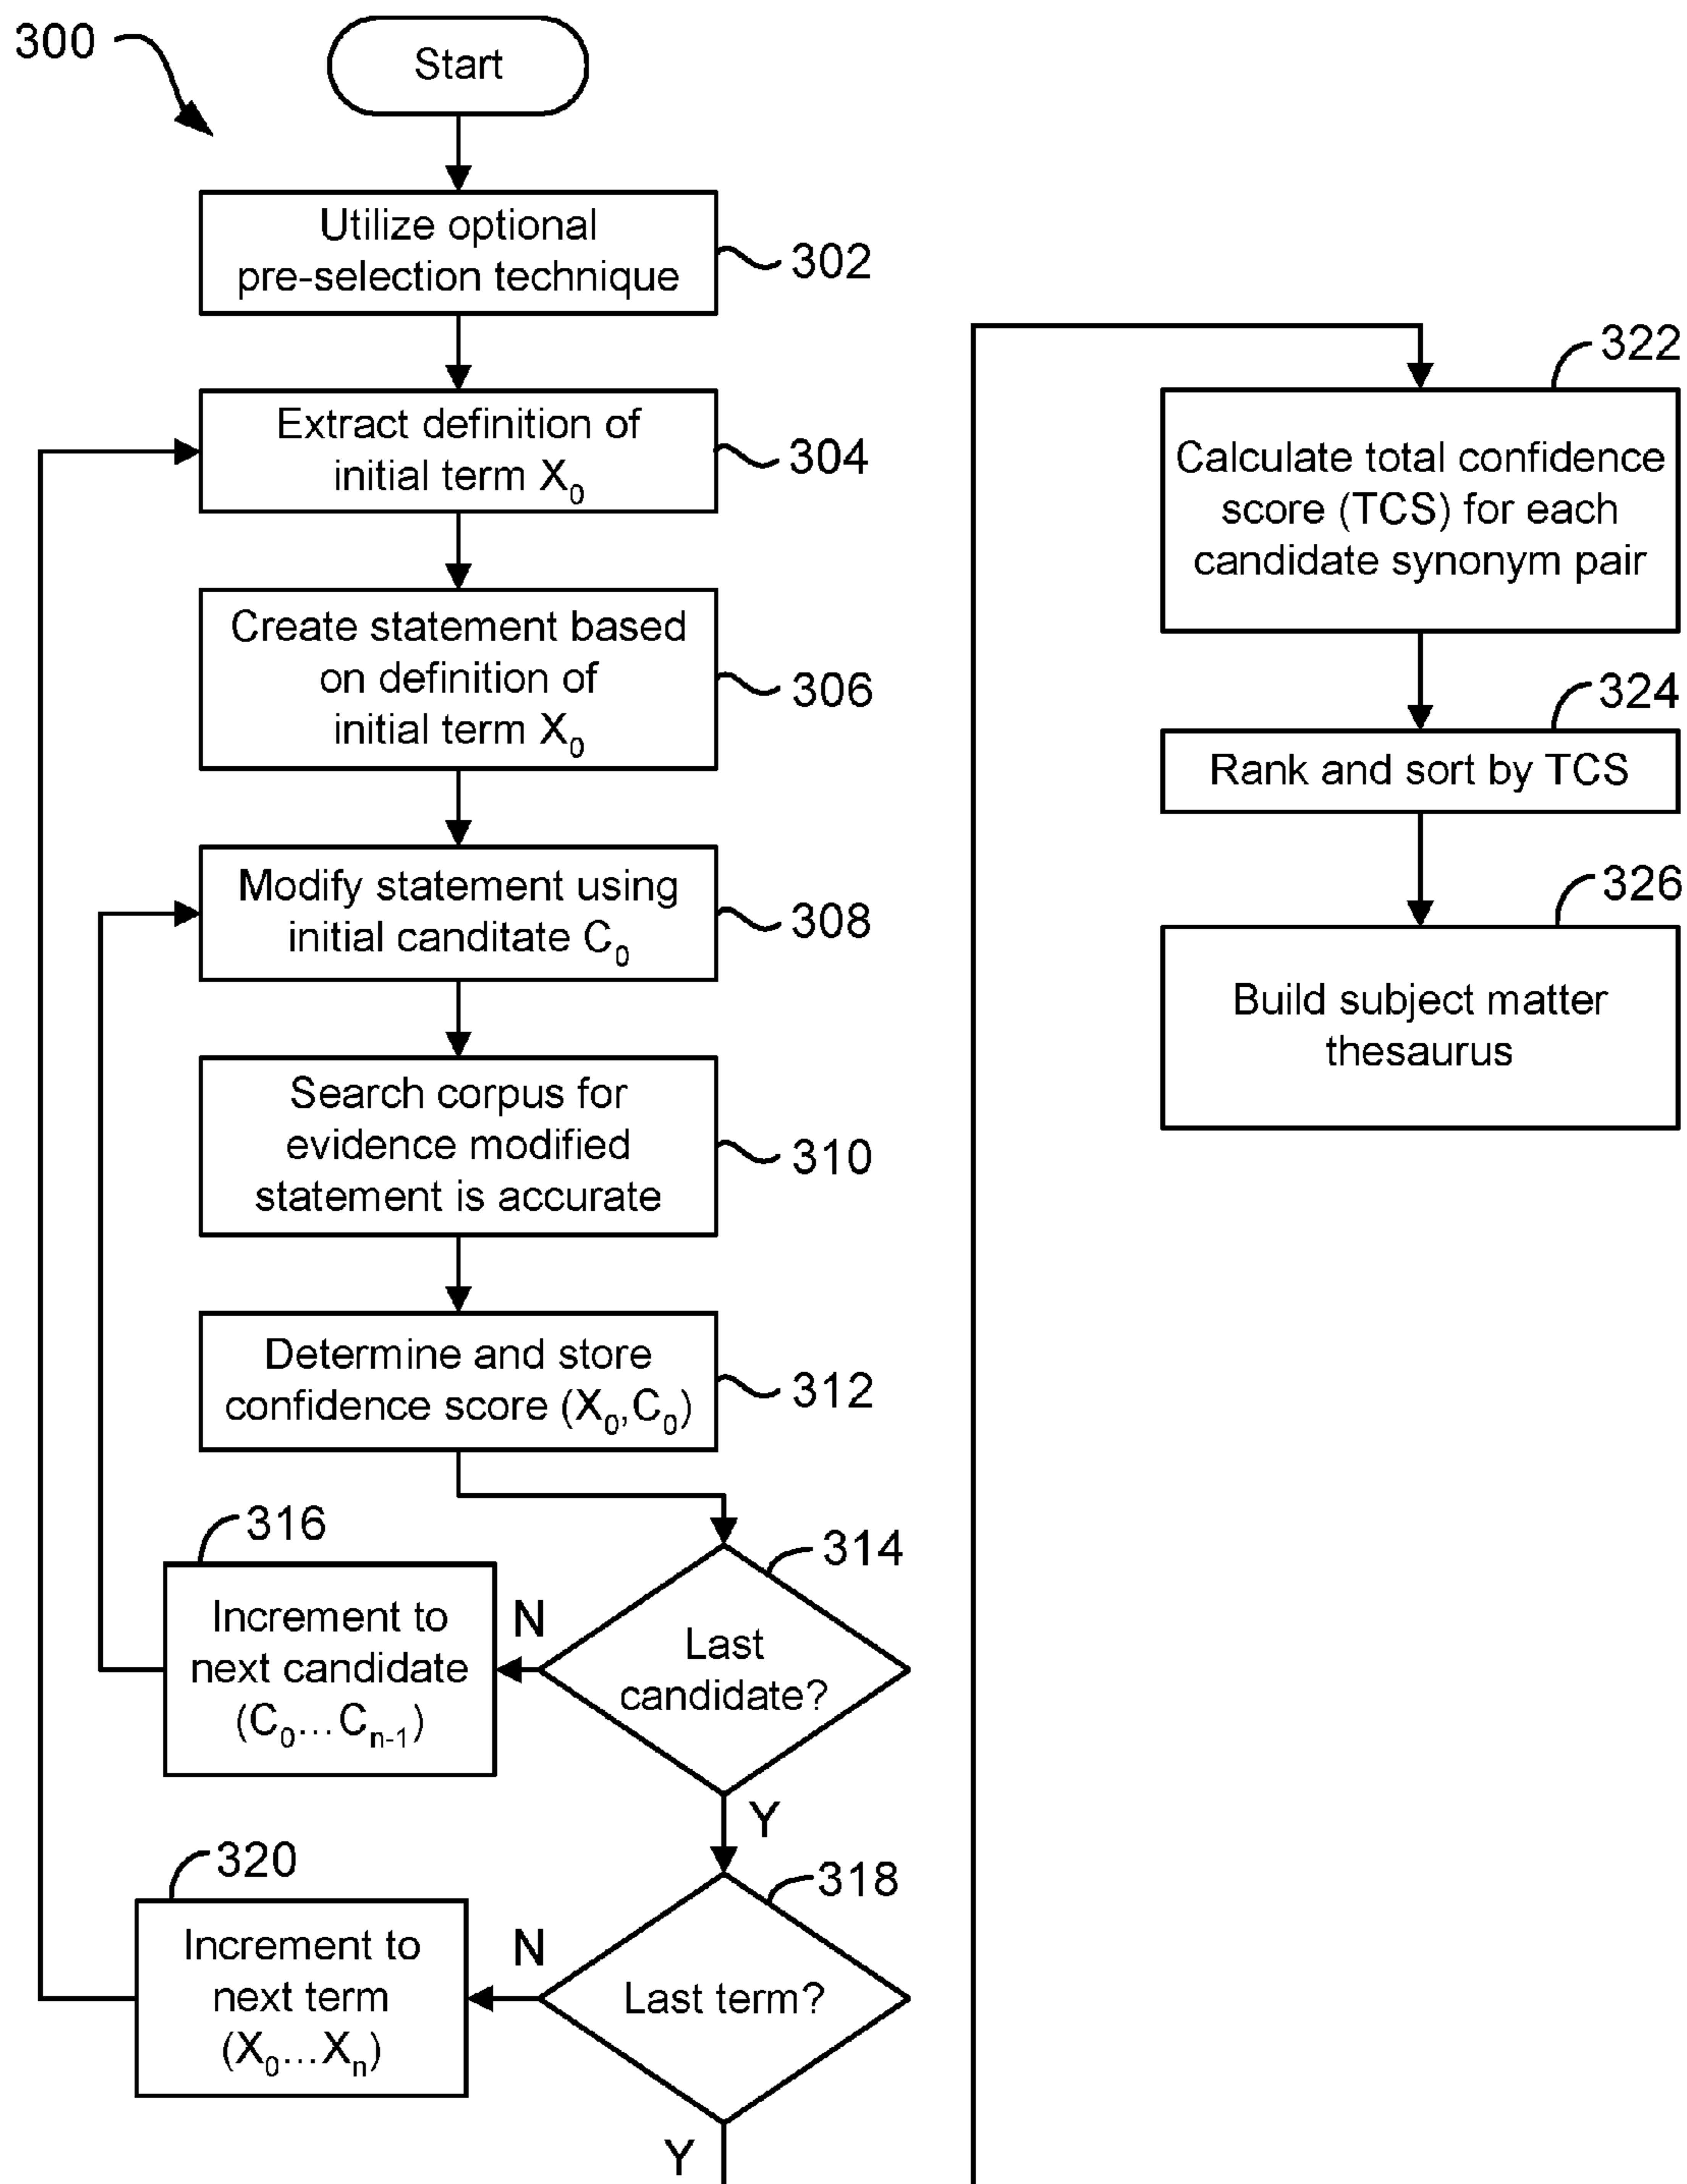 300
Start
Utilize optional
pre-selection technique
302
Extract definition of
initial term X₀
304
Create statement based
on definition of
initial term X₀
306
Modify statement using
initial canditate C₀
308
Search corpus for
evidence modified
statement is accurate
310
Determine and store
confidence score (X₀,C₀)
312
314
Last
candidate?
N
Y
316
Increment to
next candidate
(C₀...Cₙ₋₁)
318
Last term?
N
Y
320
Increment to
next term
(X₀...Xₙ)
322
Calculate total confidence
score (TCS) for each
candidate synonym pair
324
Rank and sort by TCS
326
Build subject matter
thesaurus